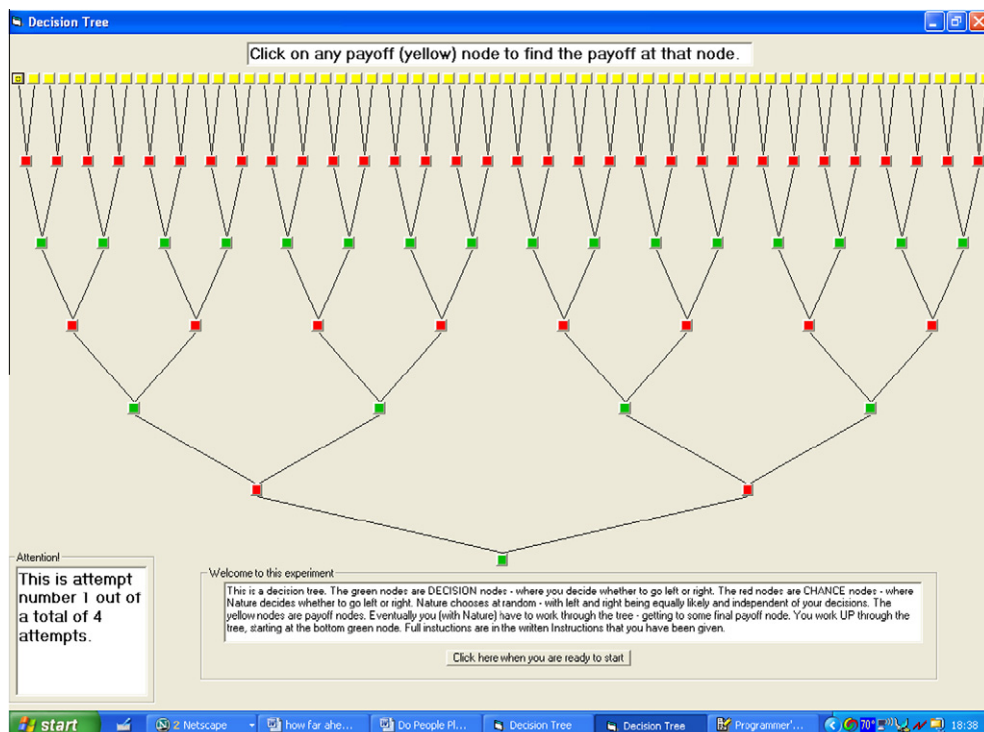 Decision Tree
Click on any payoff (yellow) node to find the payoff at that node.
Attention!
This is attempt
number 1 out of
a total of 4
attempts.
Welcome to this experiment
This is a decision tree. The green nodes are DECISION nodes - where you decide whether to go left or right. The red nodes are CHANCE nodes - where
Nature decides whether to go left or right. Nature chooses at random - with left and right being equally likely and independent of your decisions. The
yellow nodes are payoff nodes. Eventually you (with Nature) have to work through the tree - getting to some final payoff node. You work UP through the
tree, starting at the bottom green node. Full instuctions are in the written Instructions that you have been given.
Click here when you are ready to start
start
2 Netscape
how far ahe...
Do People Pl...
Decision Tree
Decision Tree
Programmer'...
70°
18:38